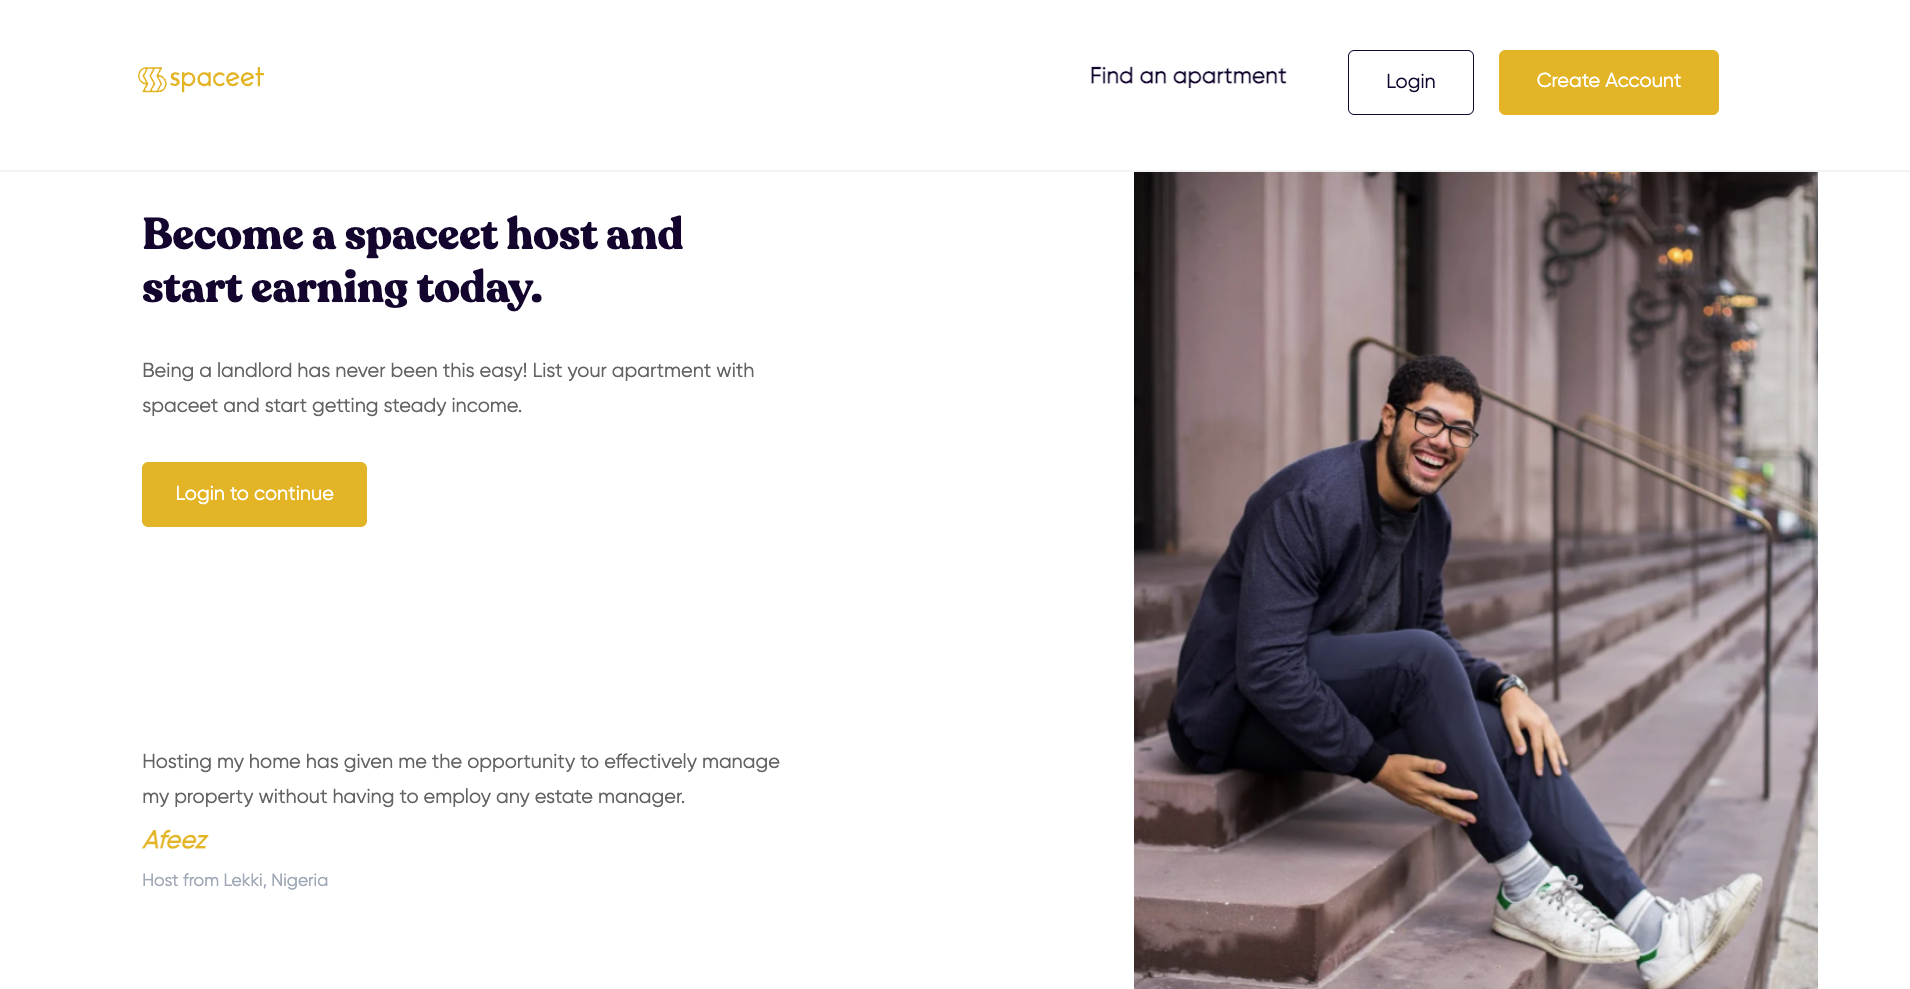 spaceet
Find an apartment
Login
Create Account
Become a spaceet host and
start earning today.
Being a landlord has never been this easy! List your apartment with
spaceet and start getting steady income.
Login to continue
Hosting my home has given me the opportunity to effectively manage
my property without having to employ any estate manager.
Afeez
Host from Lekki, Nigeria